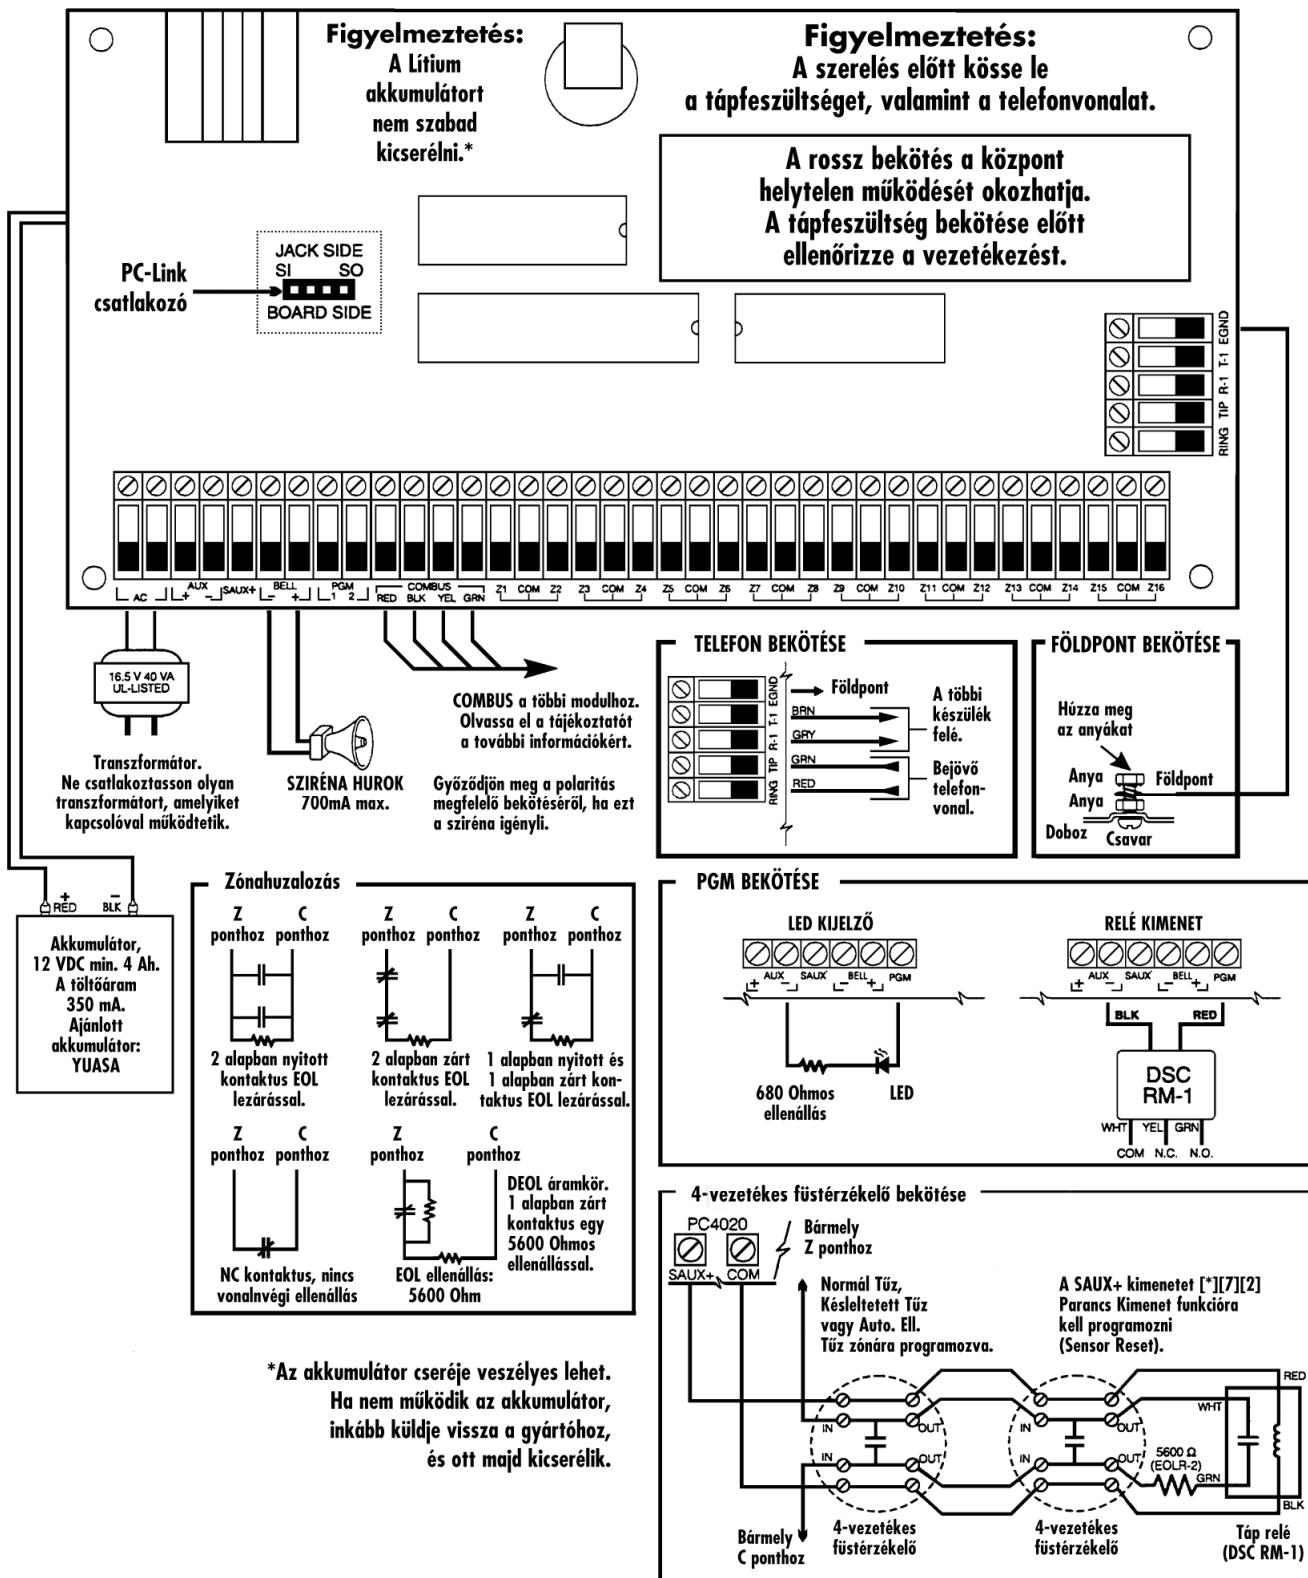 Figyelmeztetés:
A Lítium
akkumulátort
nem szabad
kicserélni.*
Figyelmeztetés:
A szerelés előtt kösse le
a tápfeszültséget, valamint a telefonvonalat.
A rossz bekötés a központ
helytelen működését okozhatja.
A tápfeszültség bekötése előtt
ellenőrizze a vezetékezést.
PC-Link
csatlakozó
JACK SIDE
SI SO
BOARD SIDE
EGND
T-1
R-1
TIP
RING
AC
AUX
+ -
SAUX+
BELL
- +
PGM
1 2
COMBUS
RED BLK YEL GRN
Z1 COM Z2 Z3 COM Z4 Z5 COM Z6 Z7 COM Z8 Z9 COM Z10 Z11 COM Z12 Z13 COM Z14 Z15 COM Z16
16.5 V 40 VA
UL-LISTED
Transzformátor.
Ne csatlakoztasson olyan
transzformátort, amelyiket
kapcsolóval működtetik.
SZIRÉNA HUROK
700mA max.
COMBUS a többi modulhoz.
Olvassa el a tájékoztatót
a további információkért.
Győződjön meg a polaritás
megfelelő bekötéséről, ha ezt
a sziréna igényli.
TELEFON BEKÖTÉSE
EGND
T-1
R-1
TIP
RING
Földpont
BRN
GRY
GRN
RED
A többi
készülék
felé.
Bejövő
telefon-
vonal.
FÖLDPONT BEKÖTÉSE
Húzza meg
az anyákat
Anya
Földpont
Anya
Doboz
Csavar
+ -
RED BLK
Akkumulátor,
12 VDC min. 4 Ah.
A töltőáram
350 mA.
Ajánlott
akkumulátor:
YUASA
Zónahuzalozás
Z C
ponthoz ponthoz
2 alapban nyitott
kontaktus EOL
lezárással.
Z C
ponthoz ponthoz
2 alapban zárt
kontaktus EOL
lezárással.
Z C
ponthoz ponthoz
1 alapban nyitott és
1 alapban zárt kon-
taktus EOL lezárással.
Z C
ponthoz ponthoz
NC kontaktus, nincs
vonalnvégi ellenállás
Z C
ponthoz ponthoz
DEOL áramkör.
1 alapban zárt
kontaktus egy
5600 Ohmos
ellenállással.
EOL ellenállás:
5600 Ohm
PGM BEKÖTÉSE
LED KIJELZŐ
AUX SAUX BELL PGM
+ - - +
680 Ohmos
ellenállás
LED
RELÉ KIMENET
AUX SAUX BELL PGM
+ - - +
BLK RED
DSC
RM-1
WHT YEL GRN
COM N.C. N.O.
4-vezetékes füstérzékelő bekötése
PC4020
SAUX+ COM
Bármely
Z ponthoz
Normál Tűz,
Késleltetett Tűz
vagy Auto. Ell.
Tűz zónára programozva.
A SAUX+ kimenetet [*][7][2]
Parancs Kimenet funkcióra
kell programozni
(Sensor Reset).
RED
WHT
IN OUT IN OUT
IN OUT IN OUT
5600 Ω
(EOLR-2)
GRN
BLK
Bármely
C ponthoz
4-vezetékes
füstérzékelő
4-vezetékes
füstérzékelő
Táp relé
(DSC RM-1)
*Az akkumulátor cseréje veszélyes lehet.
Ha nem működik az akkumulátor,
inkább küldje vissza a gyártóhoz,
és ott majd kicserélik.